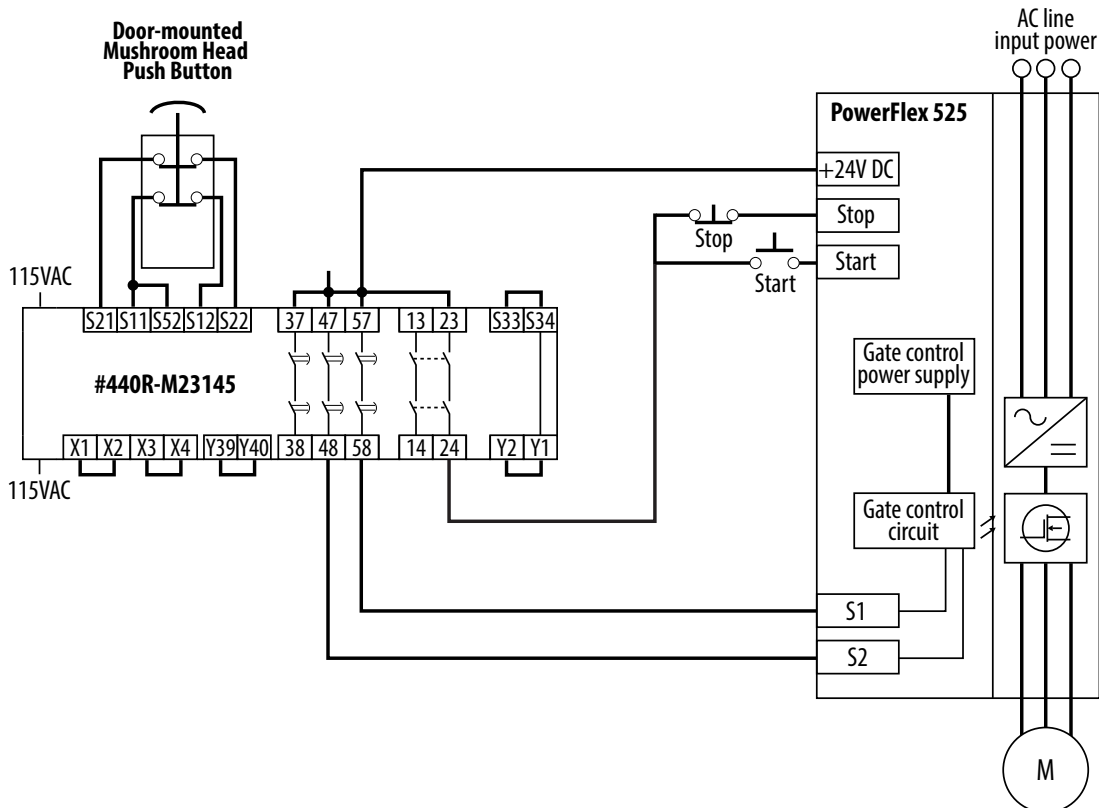 AC line
input power
Door-mounted
Mushroom Head
Push Button
PowerFlex 525
+24V DC
Stop
Stop
Start
Start
115VAC
S21 S11 S52 S12 S22 37 47 57 13 23 S33 S34
#440R-M23145
Gate control
power supply
X1 X2 X3 X4 Y39 Y40 38 48 58 14 24 Y2 Y1
115VAC
Gate control
circuit
S1
S2
M